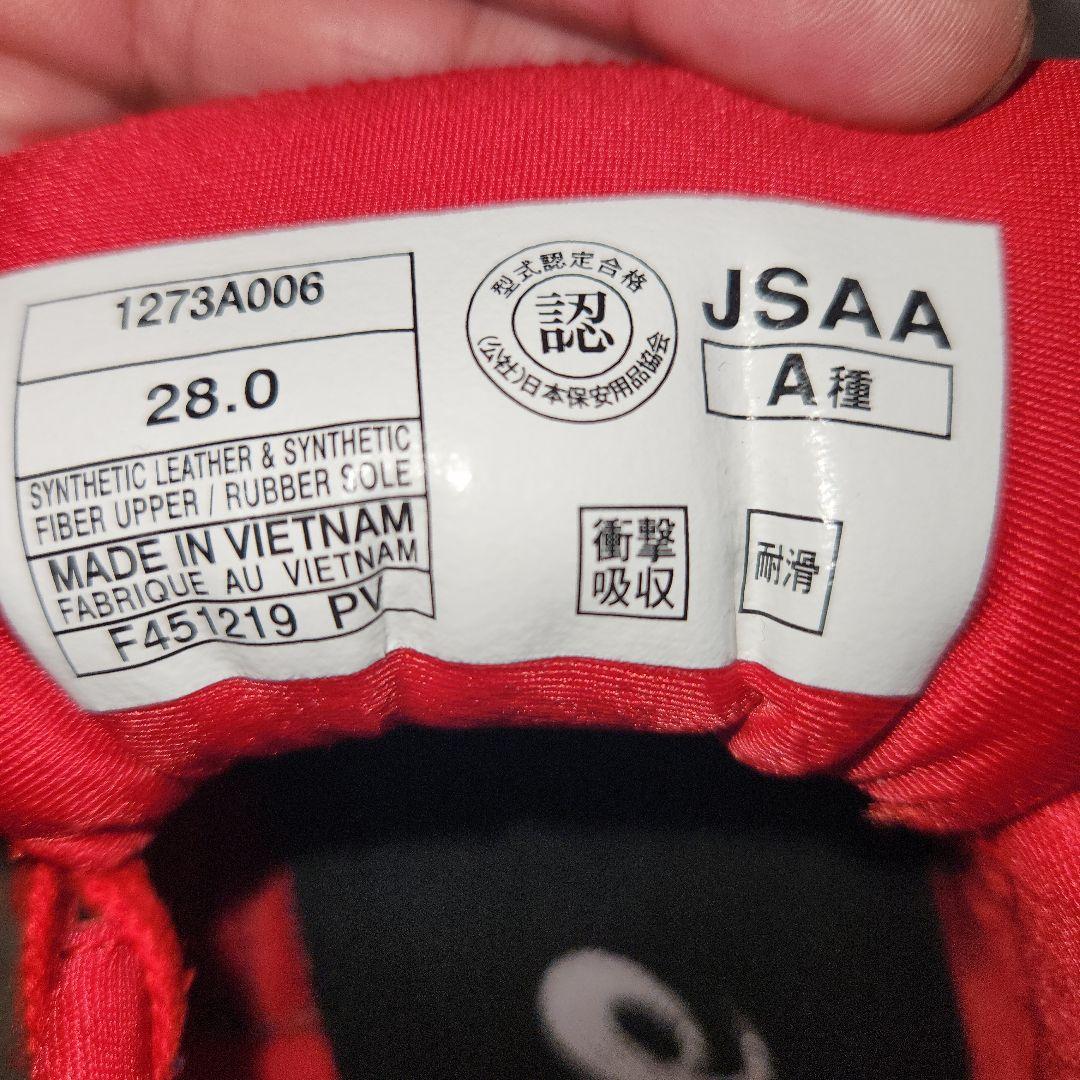 1273A006
28.0
SYNTHETIC LEATHER & SYNTHETIC
FIBER UPPER / RUBBER SOLE
MADE IN VIETNAM
FABRIQUE AU VIETNAM
F451219 PV
型式認定合格
認
(公社)日本保安用品協会
JSAA
A種
衝撃
吸収
耐滑